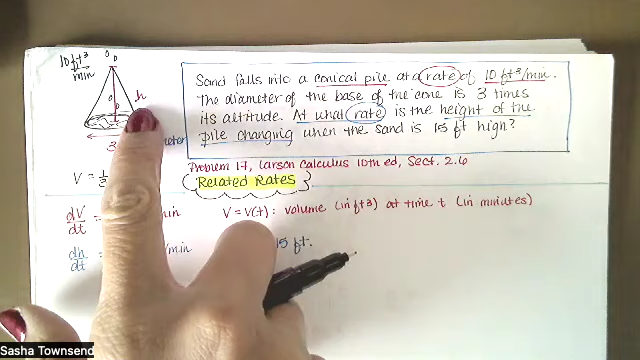 10 ft³/min
h
3
Sand falls into a conical pile at a rate of 10 ft³/min.
The diameter of the base of the cone is 3 times
its altitude. At what rate is the height of the
pile changing when the sand is 15 ft high?
Problem 17, Larson Calculus 10th ed, Sect. 2.6
Related Rates
V = 1/3
dV/dt =
V = V(t): volume (in ft3) at time t (in minutes)
dh/dt =
15 ft.
Sasha Townsend